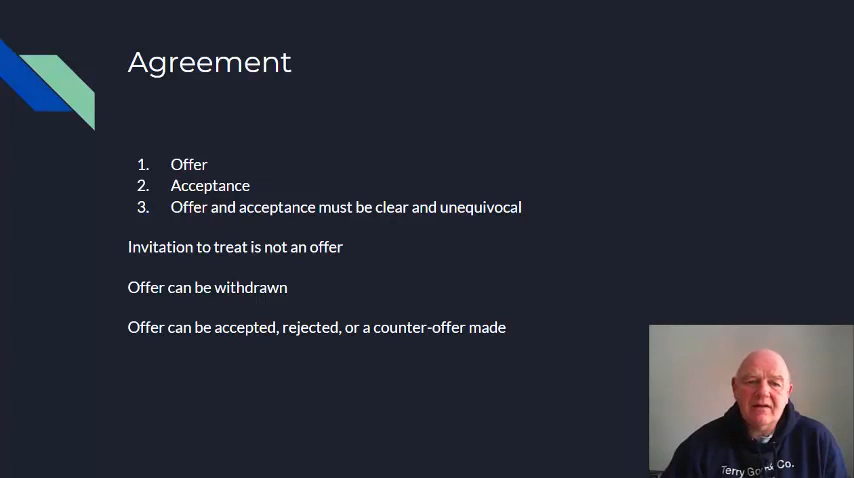 Agreement
1. Offer
2. Acceptance
3. Offer and acceptance must be clear and unequivocal
Invitation to treat is not an offer
Offer can be withdrawn
Offer can be accepted, rejected, or a counter-offer made
Terry Co.